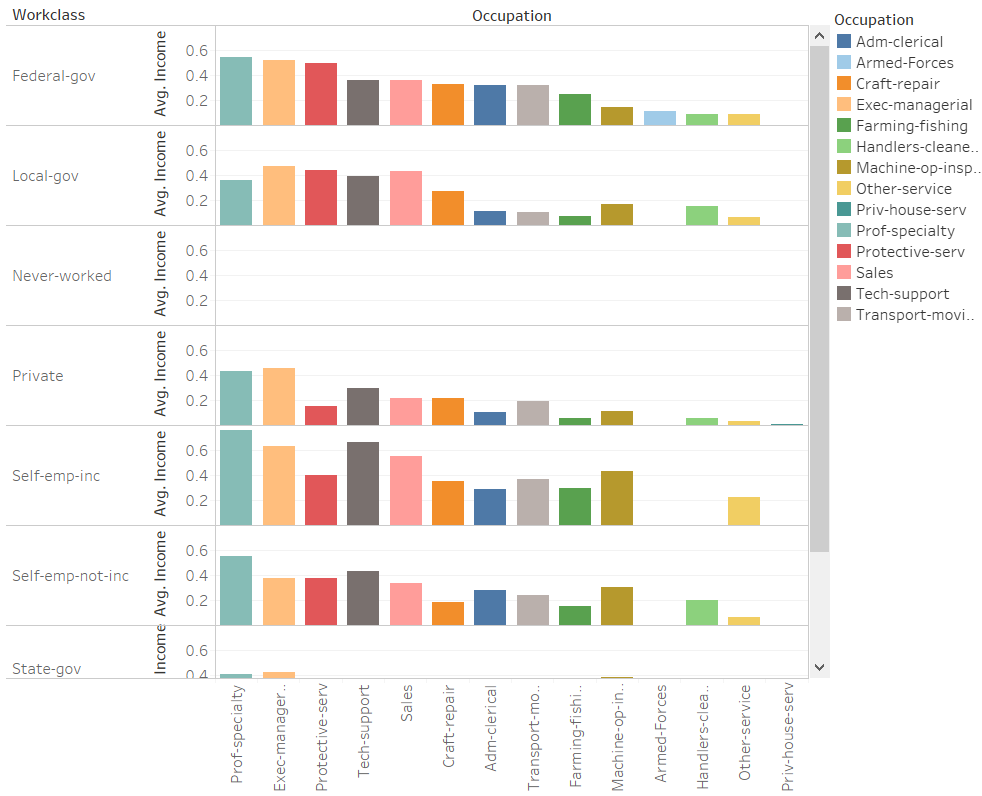 Workclass
Occupation
Federal-gov
Avg. Income
0.6
0.4
0.2
Local-gov
Avg. Income
0.6
0.4
0.2
Never-worked
Avg. Income
0.6
0.4
0.2
Private
Avg. Income
0.6
0.4
0.2
Self-emp-inc
Avg. Income
0.6
0.4
0.2
Self-emp-not-inc
Avg. Income
0.6
0.4
0.2
State-gov
Income
0.6
0.4
Prof-specialty
Exec-manager..
Protective-serv
Tech-support
Sales
Craft-repair
Adm-clerical
Transport-mo..
Farming-fishi..
Machine-op-in..
Armed-Forces
Handlers-clea..
Other-service
Priv-house-serv
Occupation
Adm-clerical
Armed-Forces
Craft-repair
Exec-managerial
Farming-fishing
Handlers-cleane..
Machine-op-insp..
Other-service
Priv-house-serv
Prof-specialty
Protective-serv
Sales
Tech-support
Transport-movi..